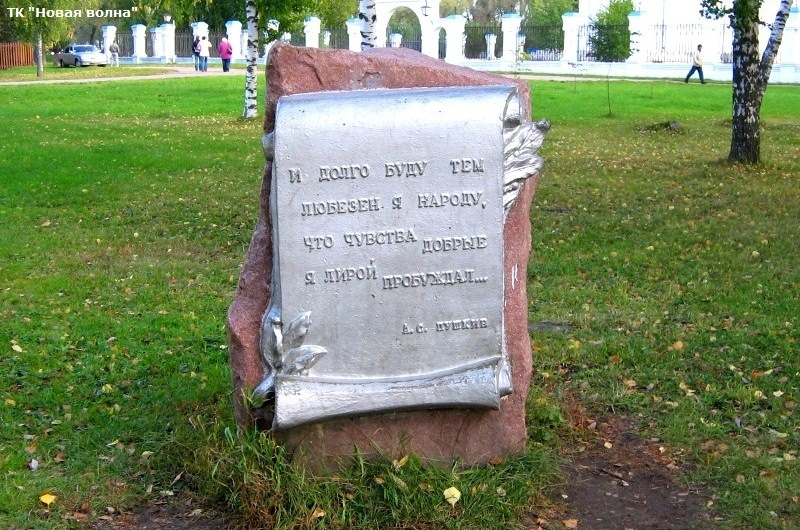 ТК "Новая волна"
И ДОЛГО БУДУ ТЕМ
ЛЮБЕЗЕН Я НАРОДУ,
ЧТО ЧУВСТВА ДОБРЫЕ
Я ЛИРОЙ ПРОБУЖДАЛ...
А.С. ПУШКИН